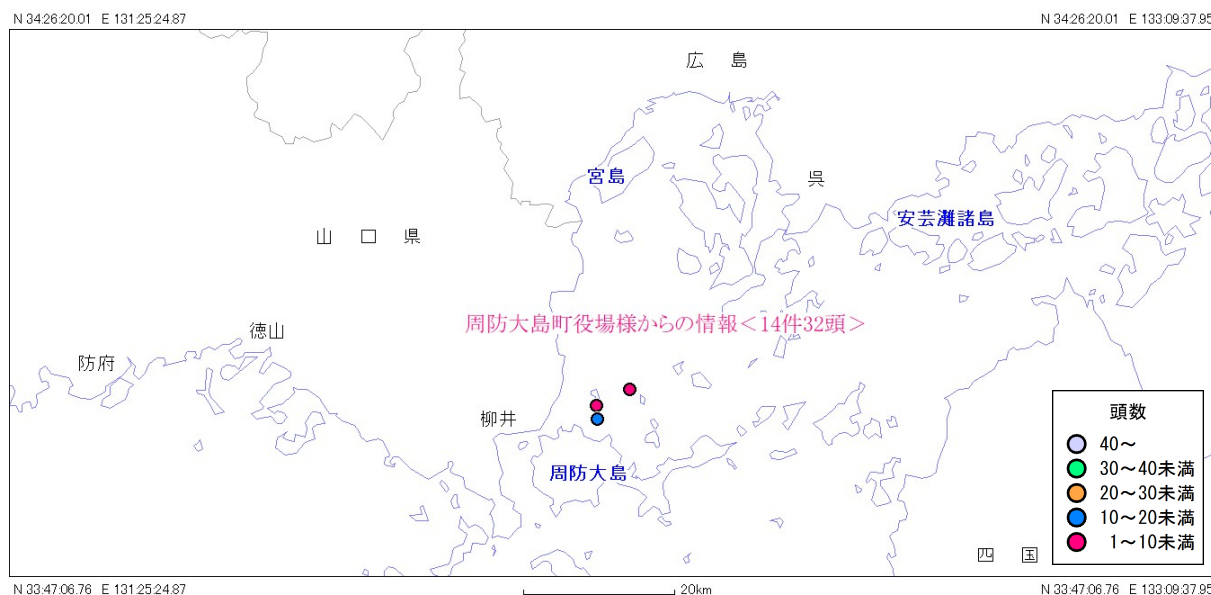 N 34:26:20.01 E 131:25:24.87
N 34:26:20.01 E 133:09:37.95
広島
宮島
呉
安芸灘諸島
山口県
周防大島町役場様からの情報<14件32頭>
徳山
防府
柳井
周防大島
四国
頭数
40~
30~40未満
20~30未満
10~20未満
1~10未満
N 33:47:06.76 E 131:25:24.87
20km
N 33:47:06.76 E 133:09:37.95